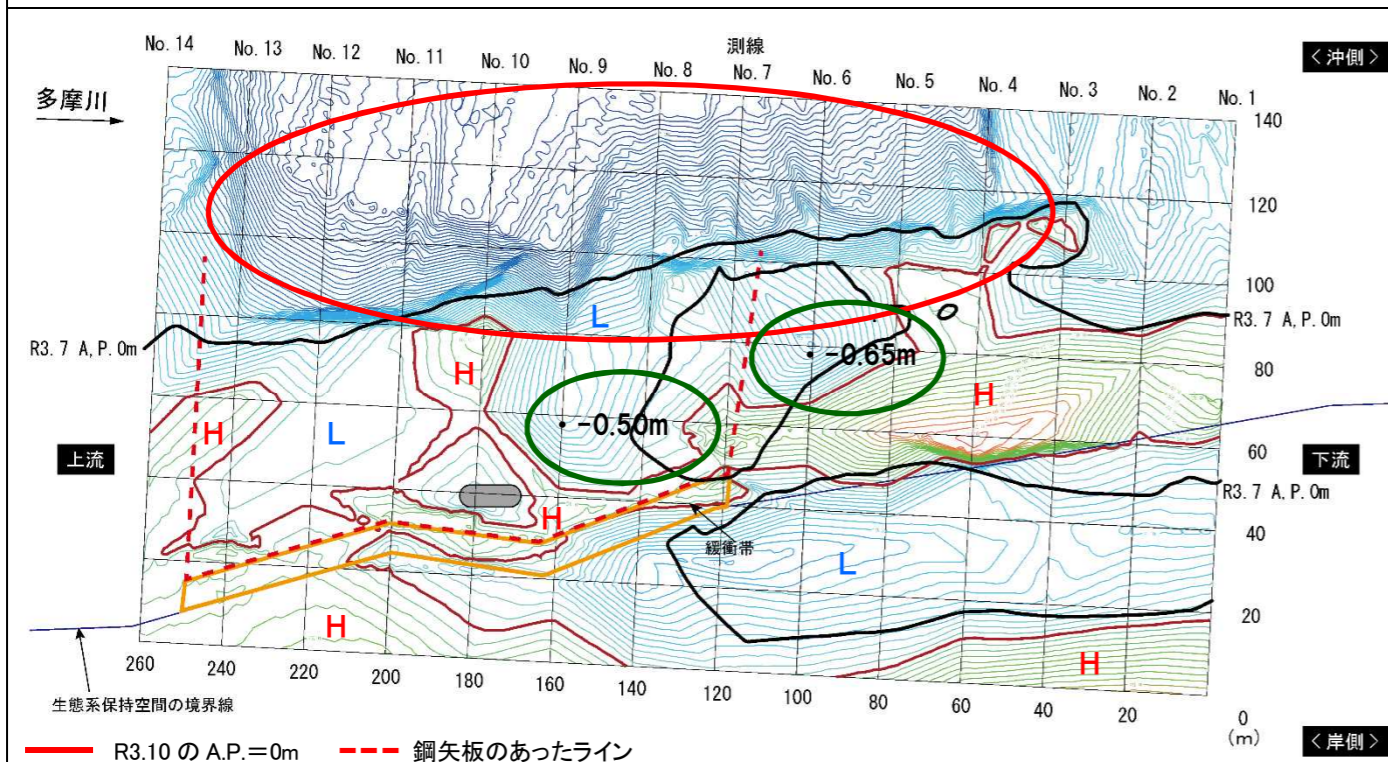 No. 14 No. 13 No. 12 No. 11 No. 10 No. 9 No. 8 No. 7 No. 6 No. 5 No. 4 No. 3 No. 2 No. 1
測線
< 沖側 >
多摩川
140
120
100
R3.7 A.P. 0m
L
R3.7 A,P.0m
-0.65m
80
H
H
-0.50m
H
L
60
上流
下流
R3.7 A.P.0m
H
緩衝帯
40
L
20
H
H
260 240 220 200 180 160 140 120 100 80 60 40 20 0
(m)
生態系保持空間の境界線
< 岸側 >
R3.10 の A.P.=0m
鋼矢板のあったライン